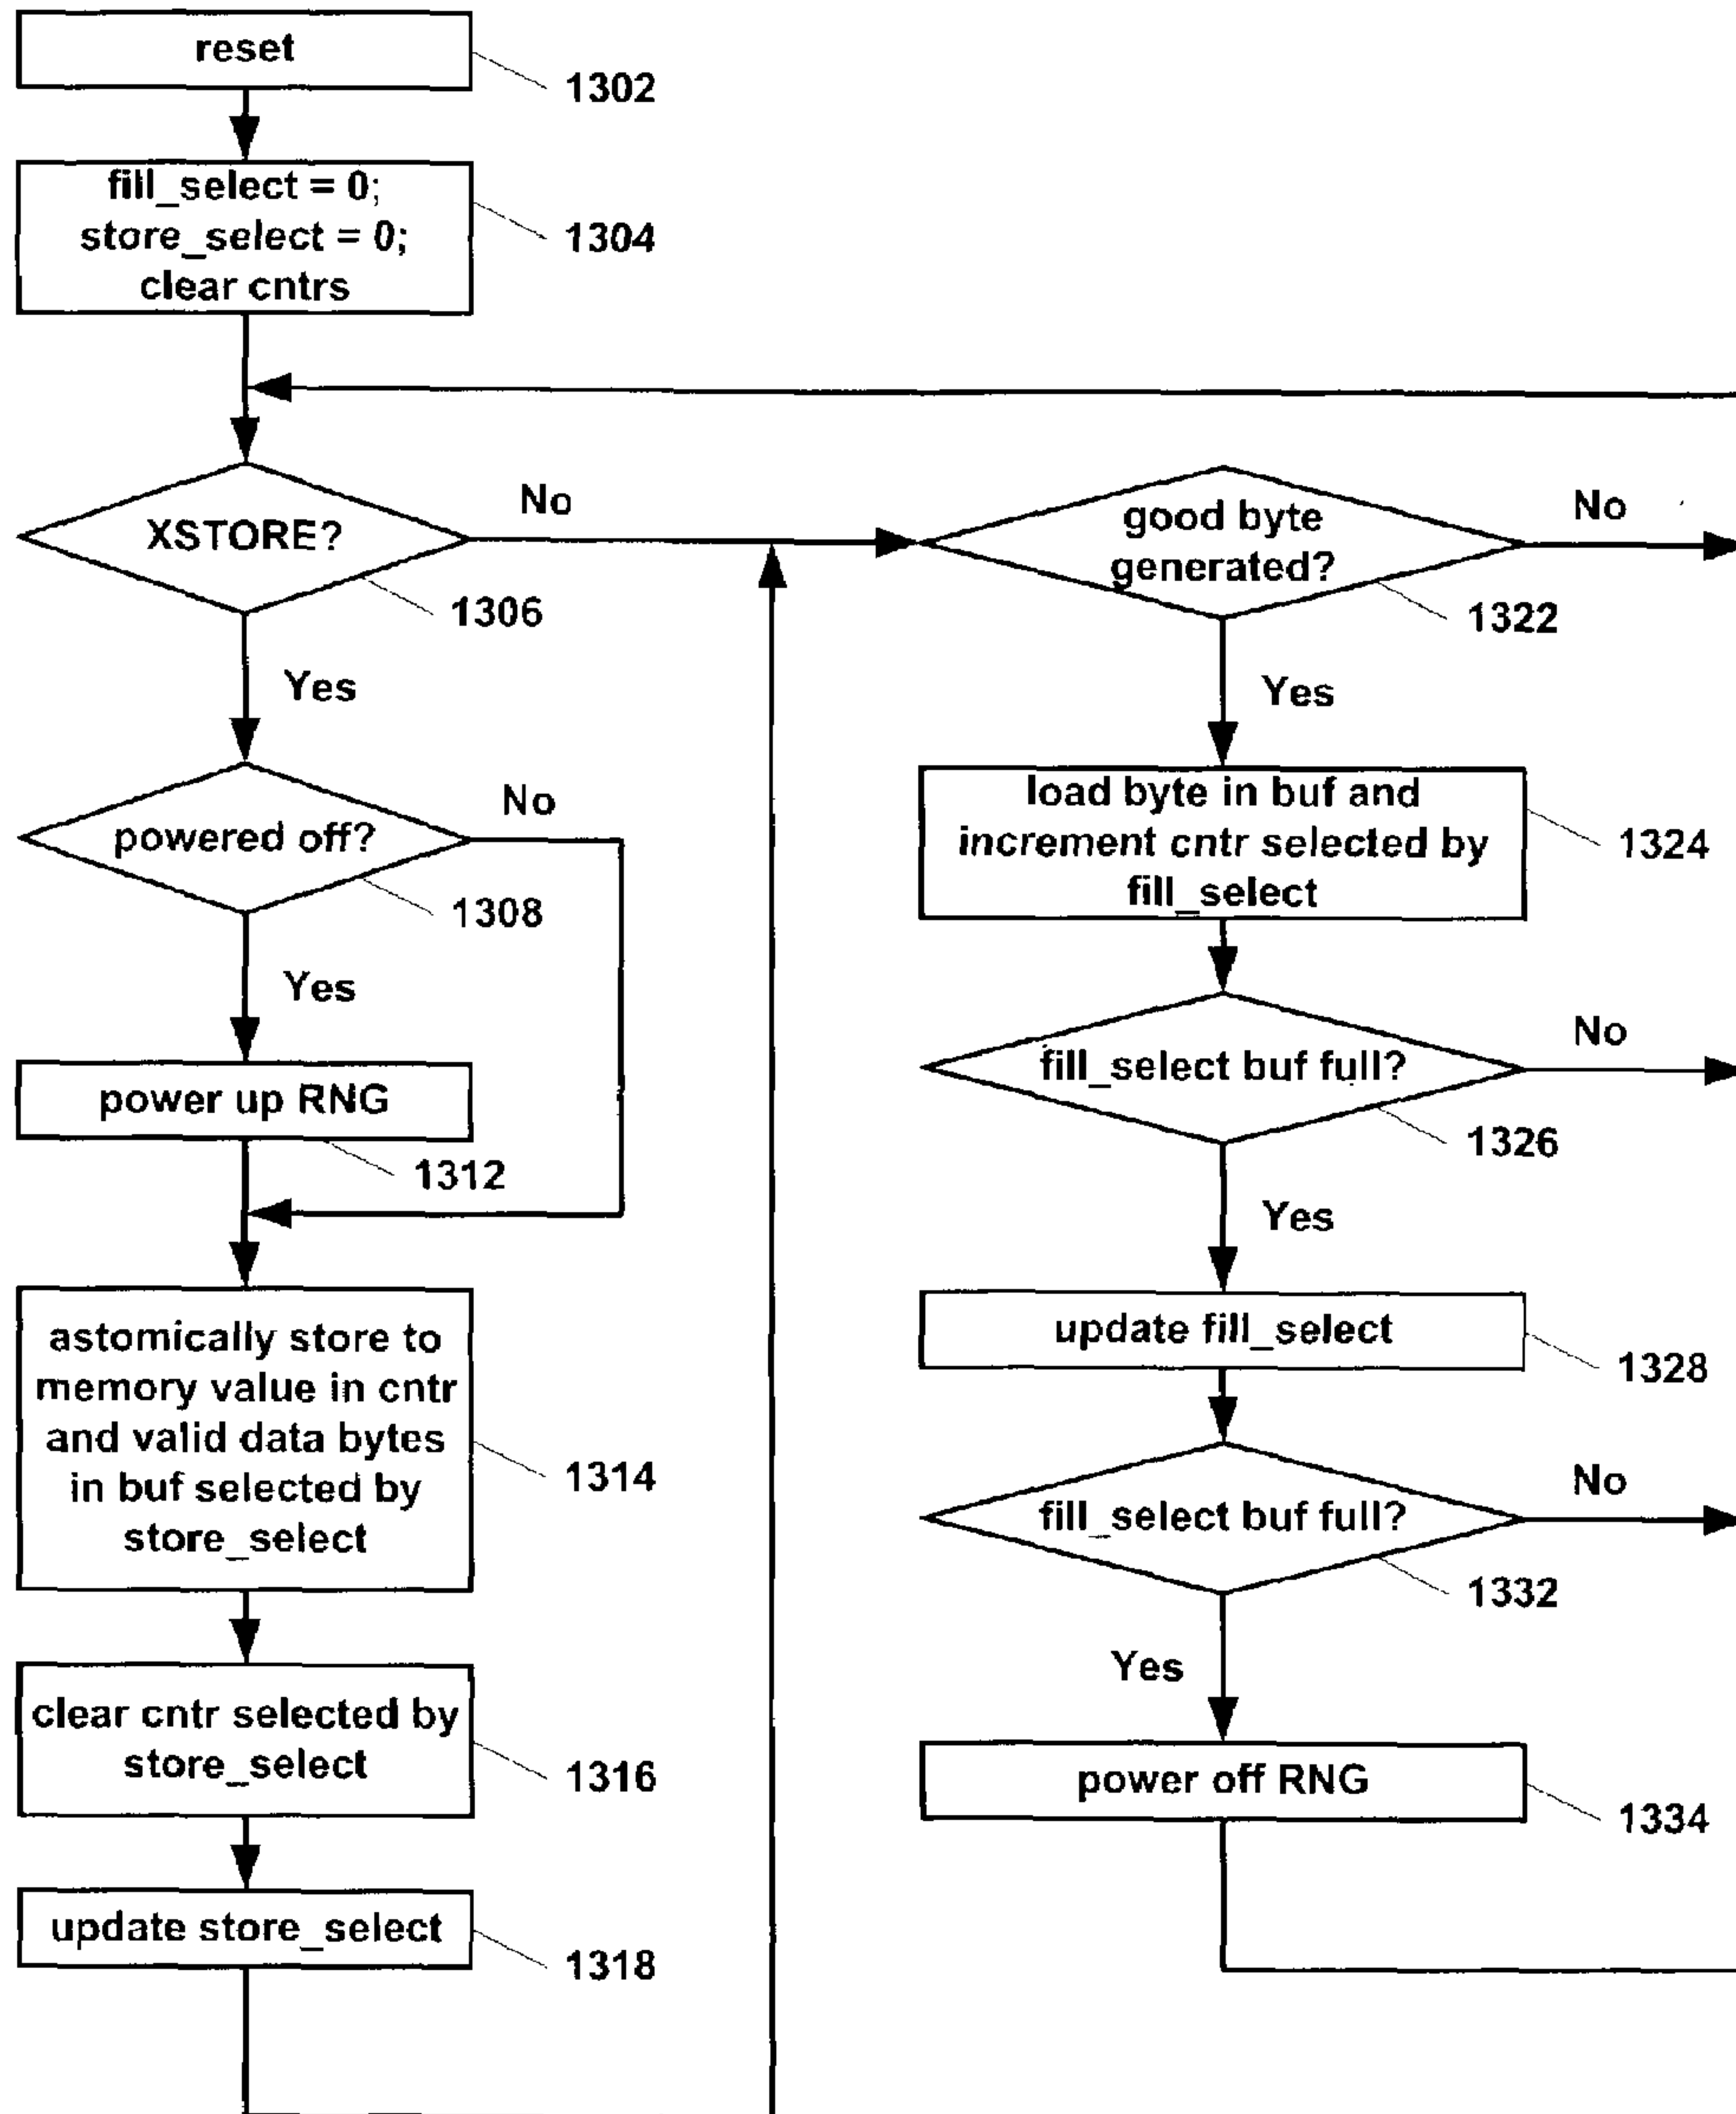 reset
1302
fill_select = 0;
store_select = 0;
clear cntrs
1304
XSTORE?
No
1306
Yes
powered off?
No
1308
Yes
power up RNG
1312
astomically store to
memory value in cntr
and valid data bytes
in buf selected by
store_select
1314
clear cntr selected by
store_select
1316
update store_select
1318
good byte
generated?
No
1322
Yes
load byte in buf and
increment cntr selected by
fill_select
1324
fill_select buf full?
No
1326
Yes
update fill_select
1328
fill_select buf full?
No
1332
Yes
power off RNG
1334